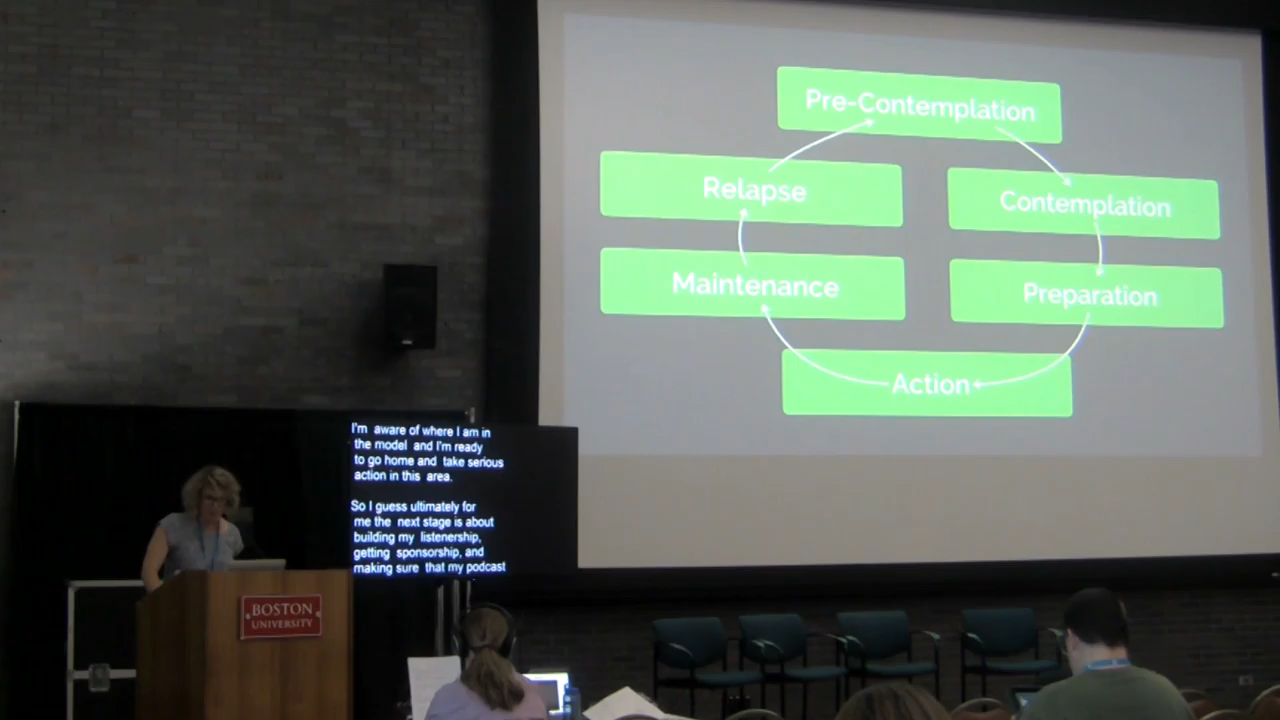 Pre-Contemplation
Relapse
Contemplation
Maintenance
Preparation
Action
I'm aware of where I am in
the model and I'm ready
to go home and take serious
action in this area.
So I guess ultimately for
me the next stage is about
building my listenership,
getting sponsorship, and
making sure that my podcast
BOSTON
UNIVERSITY